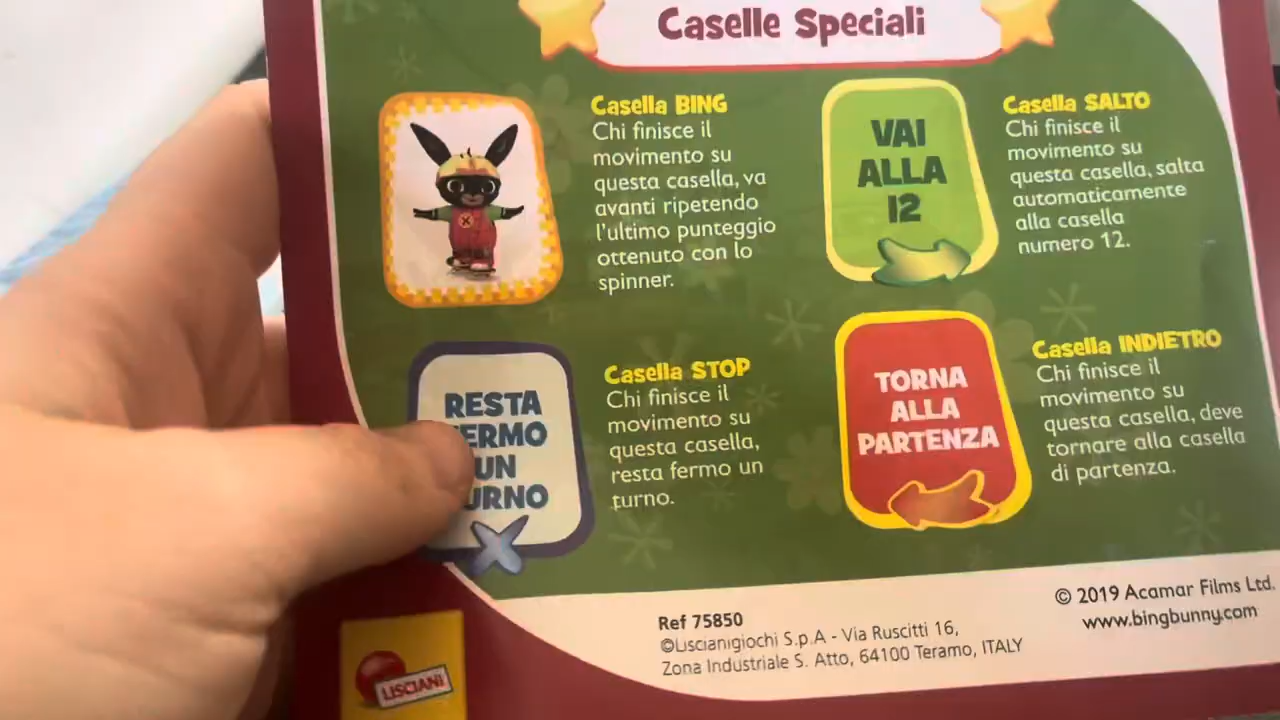 Caselle Speciali
Casella BING
Chi finisce il
movimento su
questa casella, va
avanti ripetendo
l'ultimo punteggio
ottenuto con lo
spinner.
VAI
ALLA
12
Casella SALTO
Chi finisce il
movimento su
questa casella, salta
automaticamente
alla casella
numero 12.
RESTA
UN
Casella STOP
Chi finisce il
movimento su
questa casella,
resta fermo un
turno.
TORNA
ALLA
PARTENZA
Casella INDIETRO
Chi finisce il
movimento su
questa casella, deve
tornare alla casella
di partenza.
Ref 75850
©Liscianigiochi S.p.A - Via Ruscitti 16,
Zona Industriale S. Atto, 64100 Teramo, ITALY
© 2019 Acamar Films Ltd.
www.bingbunny.com
LISCIANI